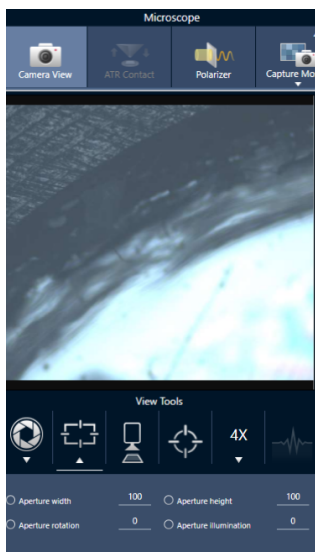 Microscope
Camera View
ATR Contact
Polarizer
Capture Mo
View Tools
4X
Aperture width 100
Aperture height 100
Aperture rotation 0
Aperture illumination 0